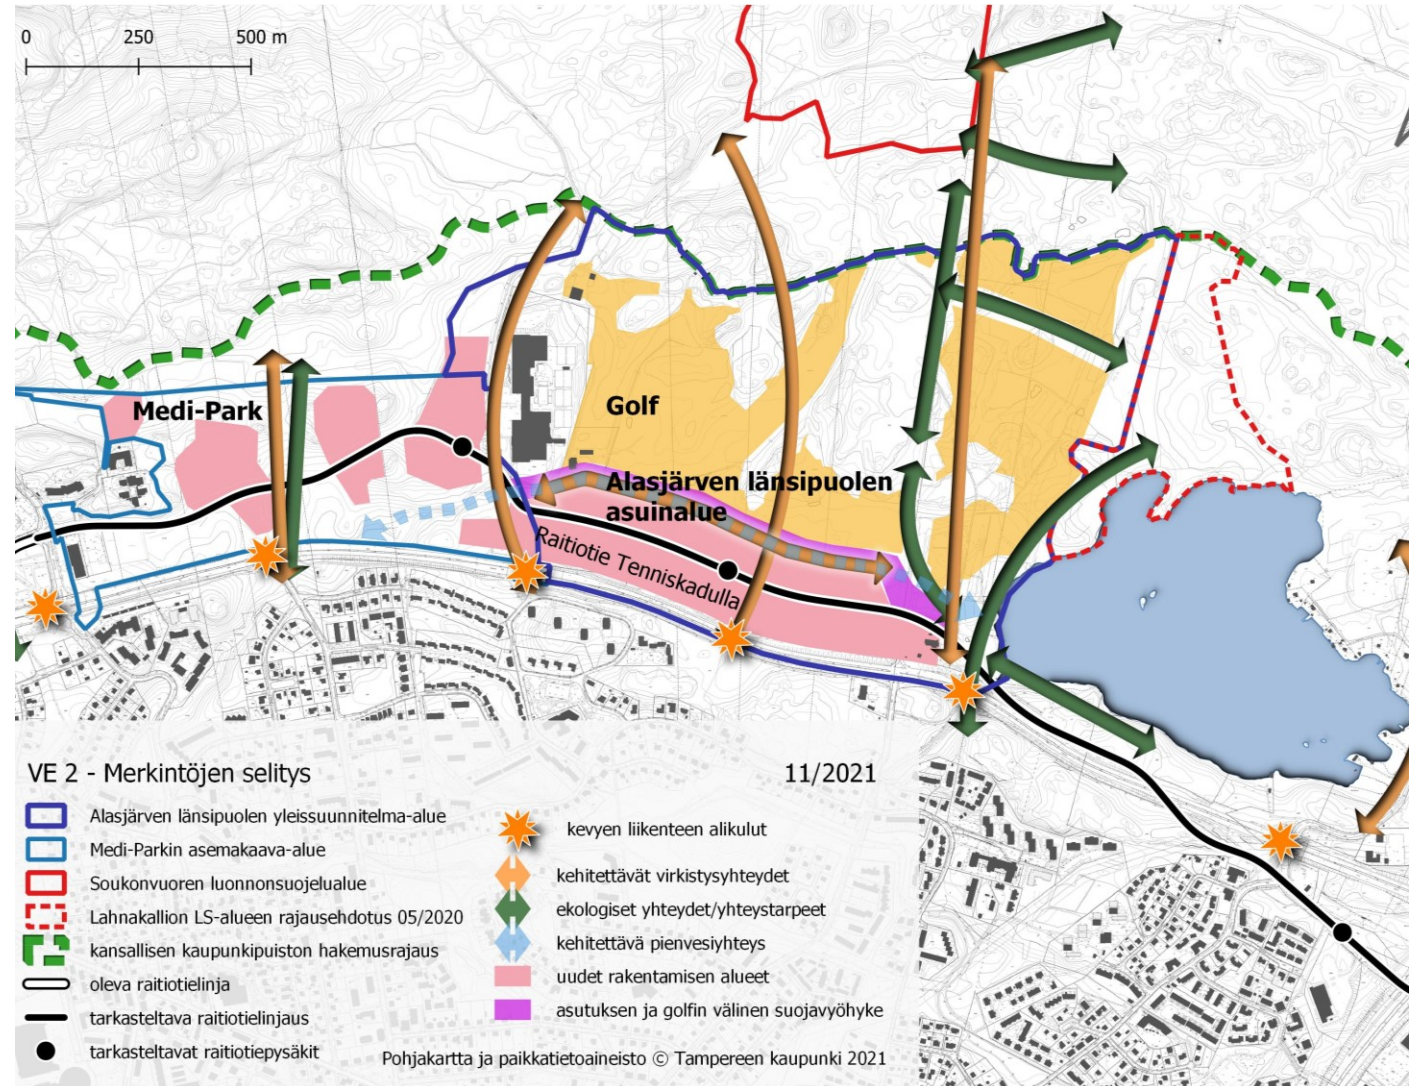 0 250 500 m
Medi-Park
Golf
Alasjärven länsipuolen
asuinalue
Raitiotie Tenniskadulla
VE 2 - Merkintöjen selitys
11/2021
Alasjärven länsipuolen yleissuunnitelma-alue
Medi-Parkin asemakaava-alue
Soukonvuoren luonnonsuojelualue
Lahnakallion LS-alueen rajausehdotus 05/2020
kansallisen kaupunkipuiston hakemusrajaus
oleva raitiotielinja
tarkasteltava raitiotielinjaus
tarkasteltavat raitiotiepysäkit
kevyen liikenteen alikulut
kehitettävät virkistysyhteydet
ekologiset yhteydet/yhteystarpeet
kehitettävä pienvesiyhteys
uudet rakentamisen alueet
asutuksen ja golfin välinen suojavyöhyke
Pohjakartta ja paikkatietoaineisto © Tampereen kaupunki 2021